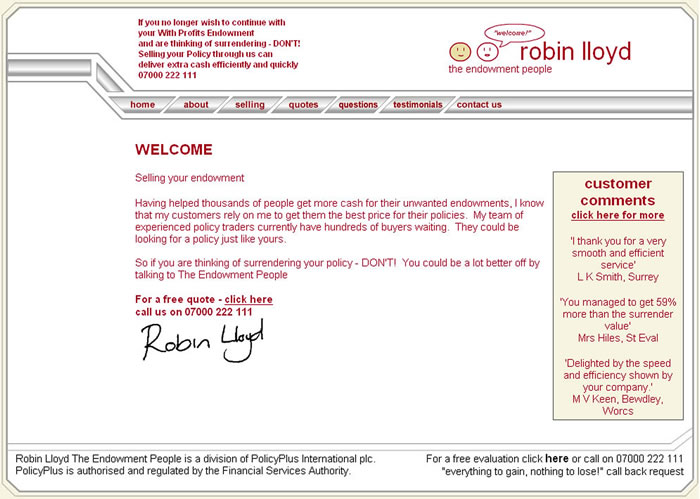 If you no longer wish to continue with
your With Profits Endowment
and are thinking of surrendering - DON'T!
Selling your Policy through us can
deliver extra cash efficiently and quickly
07000 222 111
"welcome!"
robin lloyd
the endowment people
home about selling quotes questions testimonials contact us
WELCOME
Selling your endowment
Having helped thousands of people get more cash for their unwanted endowments, I know
that my customers rely on me to get them the best price for their policies. My team of
experienced policy traders currently have hundreds of buyers waiting. They could be
looking for a policy just like yours.
So if you are thinking of surrendering your policy - DON'T! You could be a lot better off by
talking to The Endowment People
For a free quote - click here
call us on 07000 222 111
Robin Lloyd
customer
comments
click here for more
'I thank you for a very
smooth and efficient
service'
L K Smith, Surrey
'You managed to get 59%
more than the surrender
value'
Mrs Hiles, St Eval
'Delighted by the speed
and efficiency shown by
your company.'
M V Keen, Bewdley,
Worcs
Robin Lloyd The Endowment People is a division of PolicyPlus International plc.
PolicyPlus is authorised and regulated by the Financial Services Authority.
For a free evaluation click here or call on 07000 222 111
"everything to gain, nothing to lose!" call back request